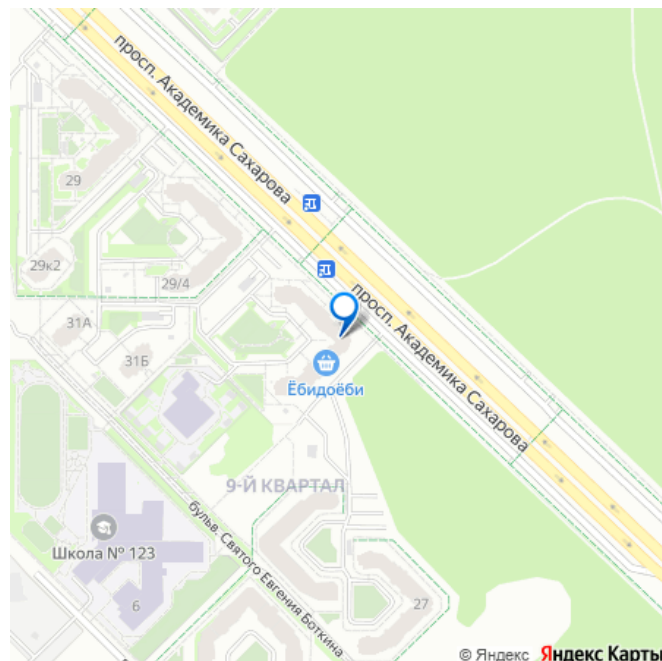 просп. Академика Сахарова
29
29к2
29/4
просп. Академика Сахарова
31А
31Б
Ёбидоёби
9-Й КВАРТАЛ
бульв. Святого Евгения Боткина
Школа № 123
6
27
© Яндекс Яндекс Карты